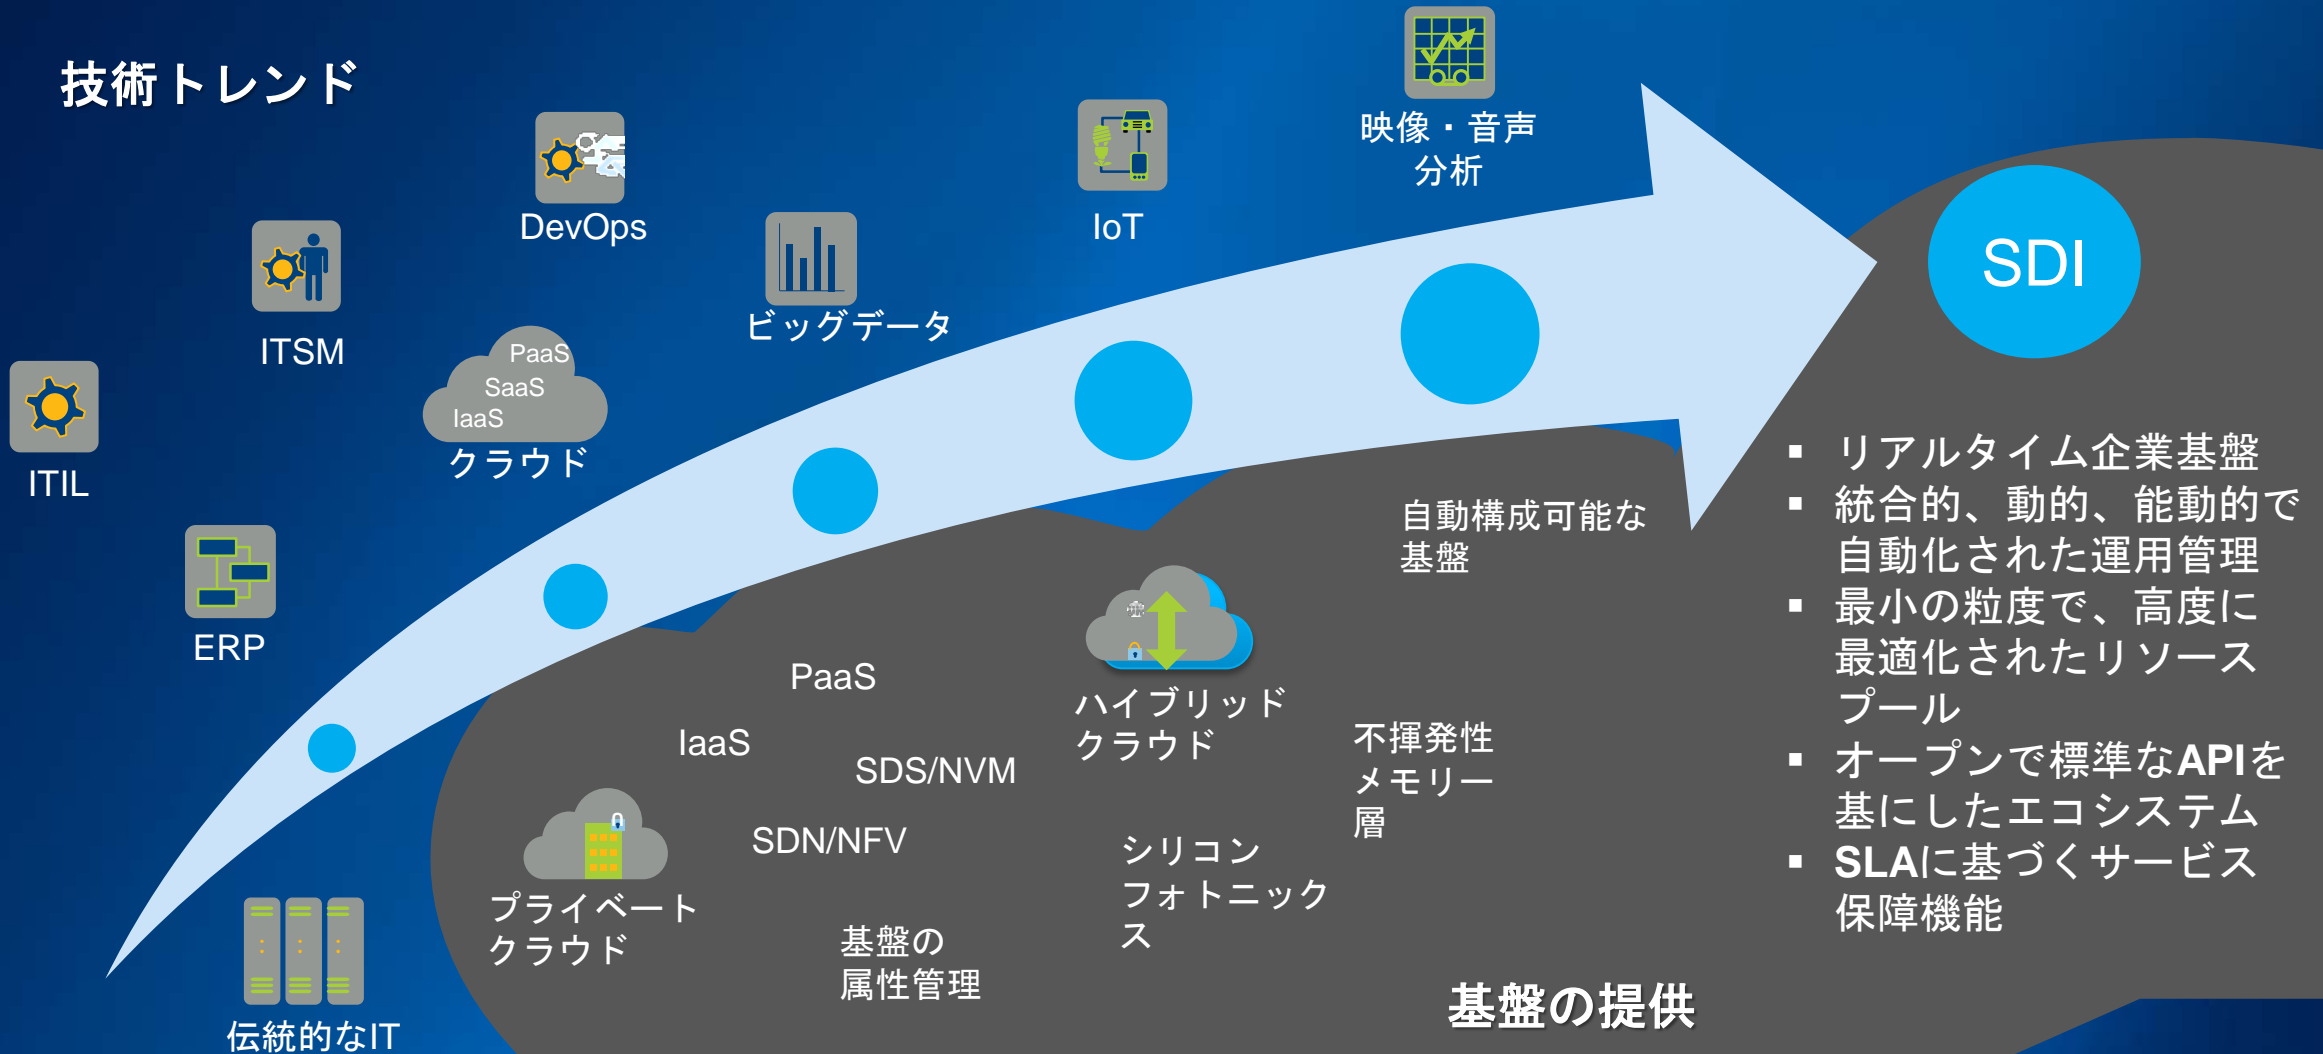 技術トレンド
映像・音声
分析
DevOps
IoT
ITSM
ビッグデータ
PaaS
SaaS
IaaS
クラウド
ITIL
ERP
伝統的なIT
SDI
自動構成可能な
基盤
PaaS
IaaS
SDS/NVM
SDN/NFV
ハイブリッド
クラウド
不揮発性
メモリー
層
プライベート
クラウド
シリコン
フォトニック
ス
基盤の
属性管理
基盤の提供
▪ リアルタイム企業基盤
▪ 統合的、動的、能動的で
自動化された運用管理
▪ 最小の粒度で、高度に
最適化されたリソース
プール
▪ オープンで標準なAPIを
基にしたエコシステム
▪ SLAに基づくサービス
保障機能